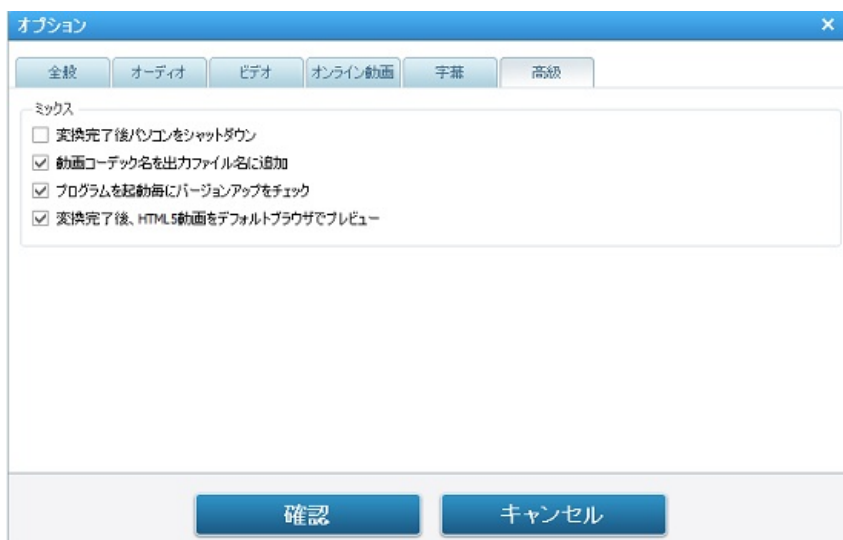 オプション
全般 オーディオ ビデオ オンライン動画 字幕 高級
ミックス
変換完了後パソコンをシャットダウン
動画コーデック名を出力ファイル名に追加
プログラムを起動毎にバージョンアップをチェック
変換完了後、HTML5動画をデフォルトブラウザでプレビュー
確認 キャンセル